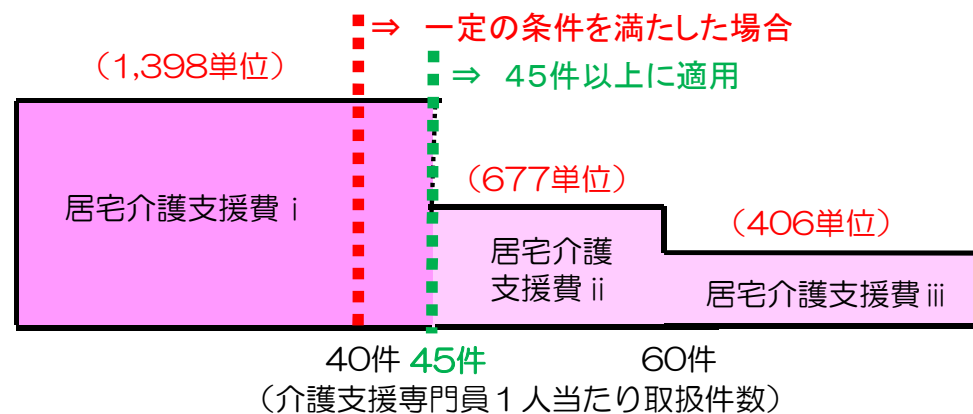 ⇒ 一定の条件を満たした場合
(1,398単位)
⇒ 45件以上に適用
居宅介護支援費ⅰ
(677単位)
(406単位)
居宅介護
支援費ⅱ
居宅介護支援費ⅲ
40件 45件 60件
(介護支援専門員1人当たり取扱件数)